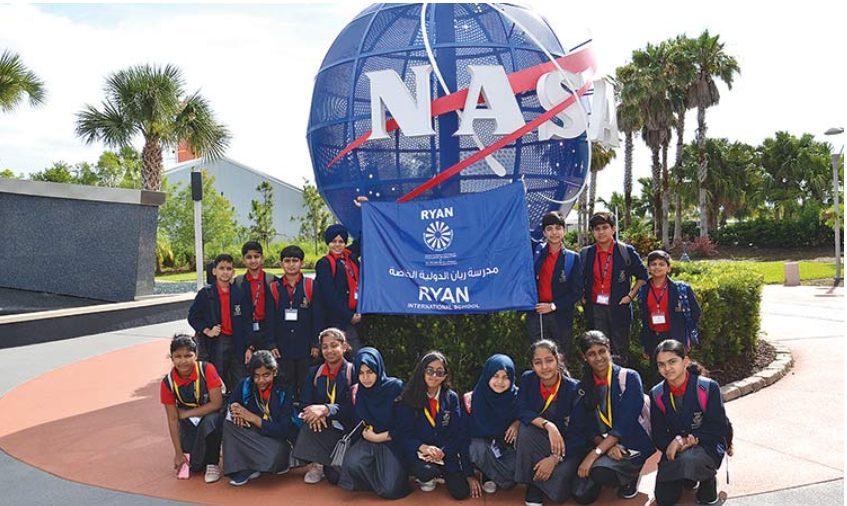 NASA
RYAN
مدرسة ريان الدولية الخاصة
RYAN
INTERNATIONAL SCHOOL